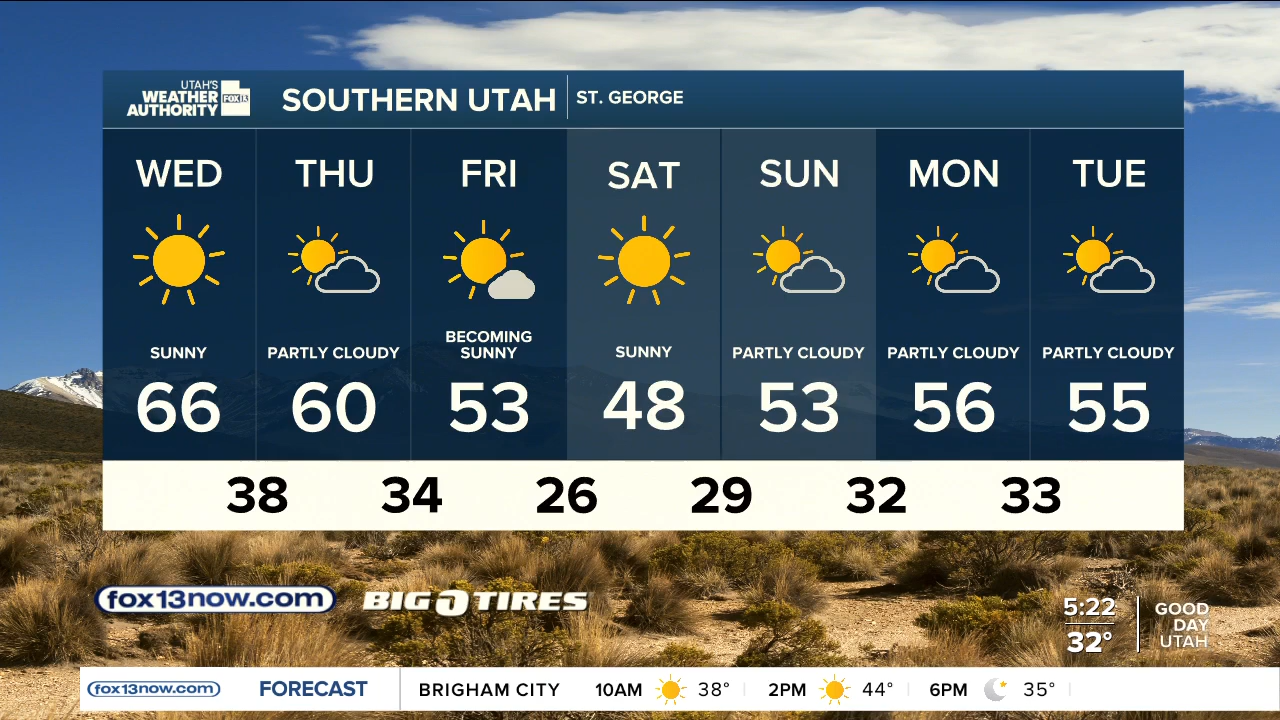 UTAH'S
WEATHER
AUTHORITY
FOX 13
SOUTHERN UTAH
ST. GEORGE
WED
THU
FRI
SAT
SUN
MON
TUE
SUNNY
PARTLY CLOUDY
BECOMING
SUNNY
SUNNY
PARTLY CLOUDY
PARTLY CLOUDY
PARTLY CLOUDY
66
60
53
48
53
56
55
38
34
26
29
32
33
fox13now.com
BIG O TIRES
5:22
32°
GOOD
DAY
UTAH
fox13now.com
FORECAST
BRIGHAM CITY
10AM 38°
2PM 44°
6PM 35°